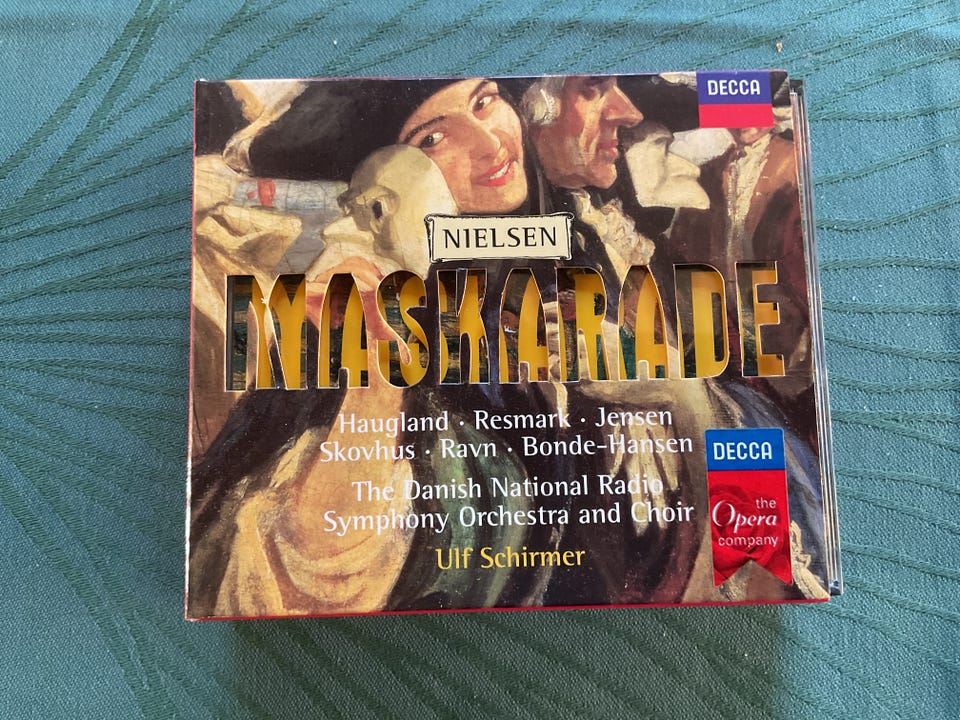 DECCA
NIELSEN
MASKARADE
Haugland · Resmark · Jensen
Skovhus · Ravn · Bonde-Hansen
The Danish National Radio
Symphony Orchestra and Choir
Ulf Schirmer
DECCA
the
Opera
company